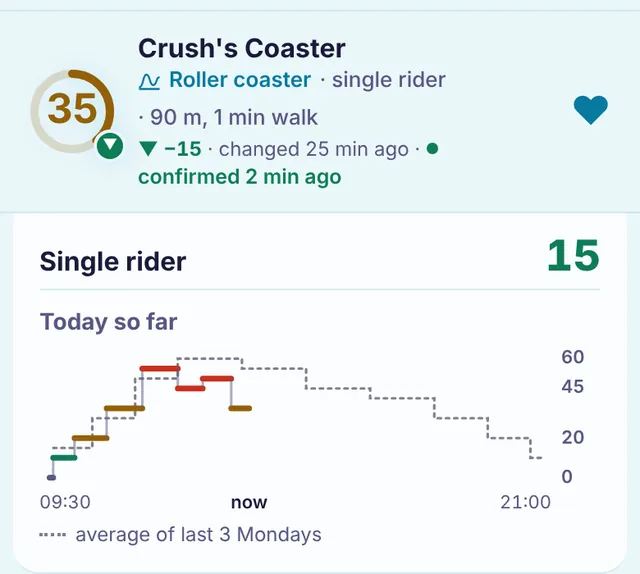 Crush's Coaster
35
Roller coaster · single rider
· 90 m, 1 min walk
▼ −15 · changed 25 min ago · ●
confirmed 2 min ago
Single rider
15
Today so far
60
45
20
0
09:30
now
21:00
average of last 3 Mondays